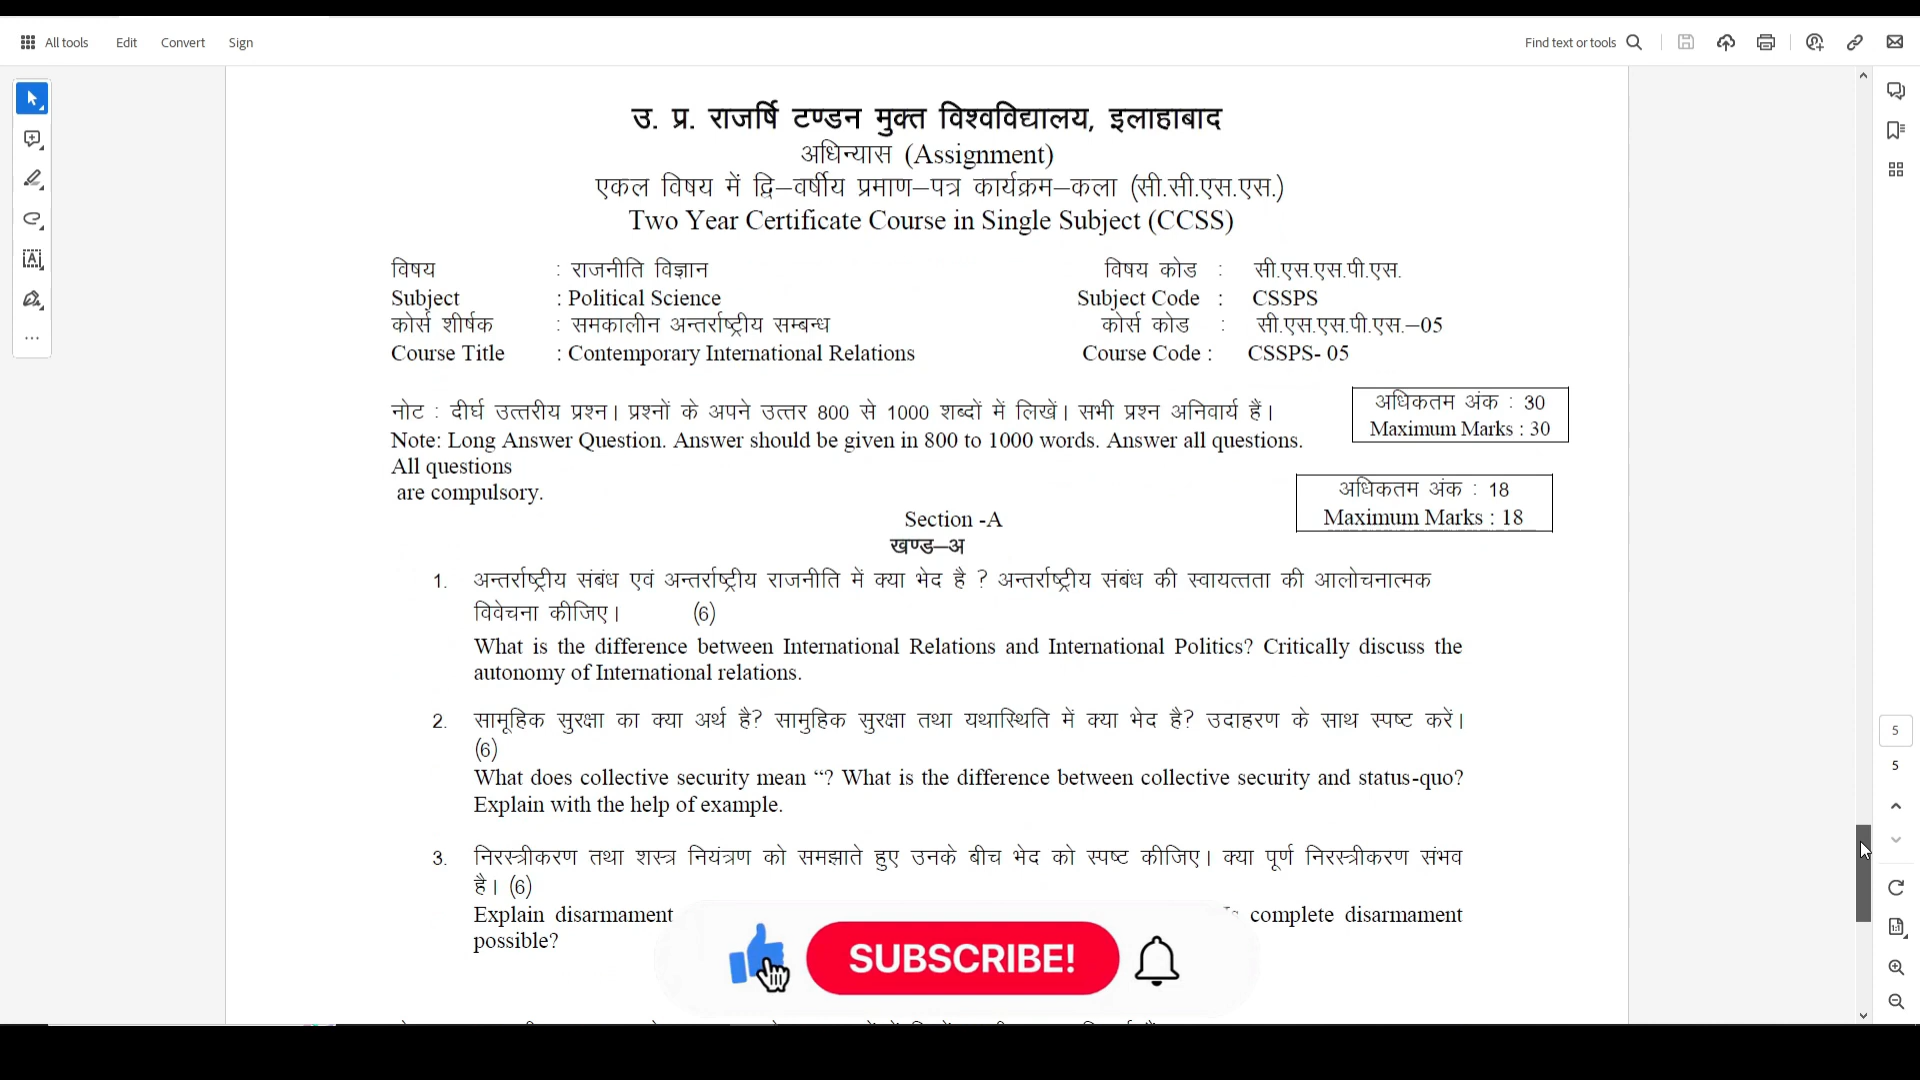 All tools Edit Convert Sign Find text or tools
उ. प्र. राजर्षि टण्डन मुक्त विश्वविद्यालय, इलाहाबाद
अधिन्यास (Assignment)
एकल विषय में द्वि–वर्षीय प्रमाण–पत्र कार्यक्रम–कला (सी.सी.एस.एस.)
Two Year Certificate Course in Single Subject (CCSS)
विषय : राजनीति विज्ञान विषय कोड : सी.एस.एस.पी.एस.
Subject : Political Science Subject Code : CSSPS
कोर्स शीर्षक : समकालीन अन्तर्राष्ट्रीय सम्बन्ध कोर्स कोड : सी.एस.एस.पी.एस.–05
Course Title : Contemporary International Relations Course Code : CSSPS- 05
नोट : दीर्घ उत्तरीय प्रश्न। प्रश्नों के अपने उत्तर 800 से 1000 शब्दों में लिखें। सभी प्रश्न अनिवार्य हैं।
अधिकतम अंक : 30
Maximum Marks : 30
Note: Long Answer Question. Answer should be given in 800 to 1000 words. Answer all questions.
All questions
are compulsory.
अधिकतम अंक : 18
Maximum Marks : 18
Section -A
खण्ड–अ
1. अन्तर्राष्ट्रीय संबंध एवं अन्तर्राष्ट्रीय राजनीति में क्या भेद है ? अन्तर्राष्ट्रीय संबंध की स्वायत्तता की आलोचनात्मक
विवेचना कीजिए। (6)
What is the difference between International Relations and International Politics? Critically discuss the
autonomy of International relations.
2. सामूहिक सुरक्षा का क्या अर्थ है? सामुहिक सुरक्षा तथा यथास्थिति में क्या भेद है? उदाहरण के साथ स्पष्ट करें।
(6)
What does collective security mean “? What is the difference between collective security and status-quo?
Explain with the help of example.
3. निरस्त्रीकरण तथा शस्त्र नियंत्रण को समझाते हुए उनके बीच भेद को स्पष्ट कीजिए। क्या पूर्ण निरस्त्रीकरण संभव
है। (6)
Explain disarmament complete disarmament
possible?
SUBSCRIBE!
5
5